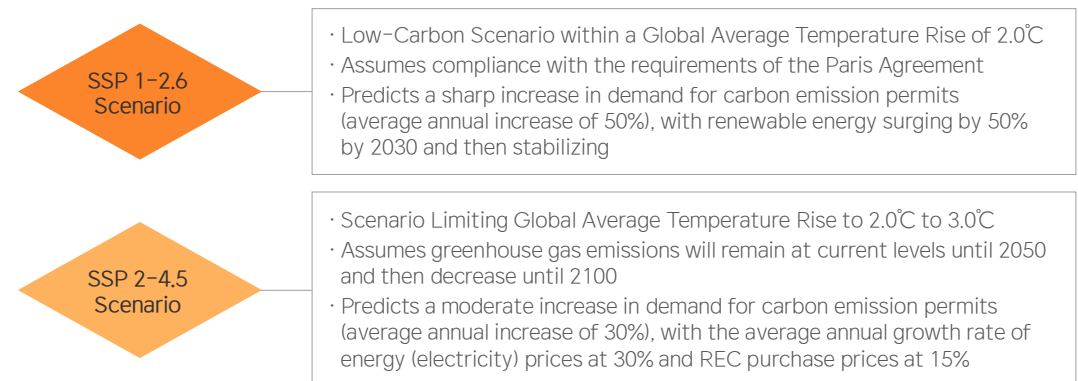 SSP 1-2.6
Scenario
· Low-Carbon Scenario within a Global Average Temperature Rise of 2.0℃
· Assumes compliance with the requirements of the Paris Agreement
· Predicts a sharp increase in demand for carbon emission permits
(average annual increase of 50%), with renewable energy surging by 50%
by 2030 and then stabilizing
SSP 2-4.5
Scenario
· Scenario Limiting Global Average Temperature Rise to 2.0℃ to 3.0℃
· Assumes greenhouse gas emissions will remain at current levels until 2050
and then decrease until 2100
· Predicts a moderate increase in demand for carbon emission permits
(average annual increase of 30%), with the average annual growth rate of
energy (electricity) prices at 30% and REC purchase prices at 15%